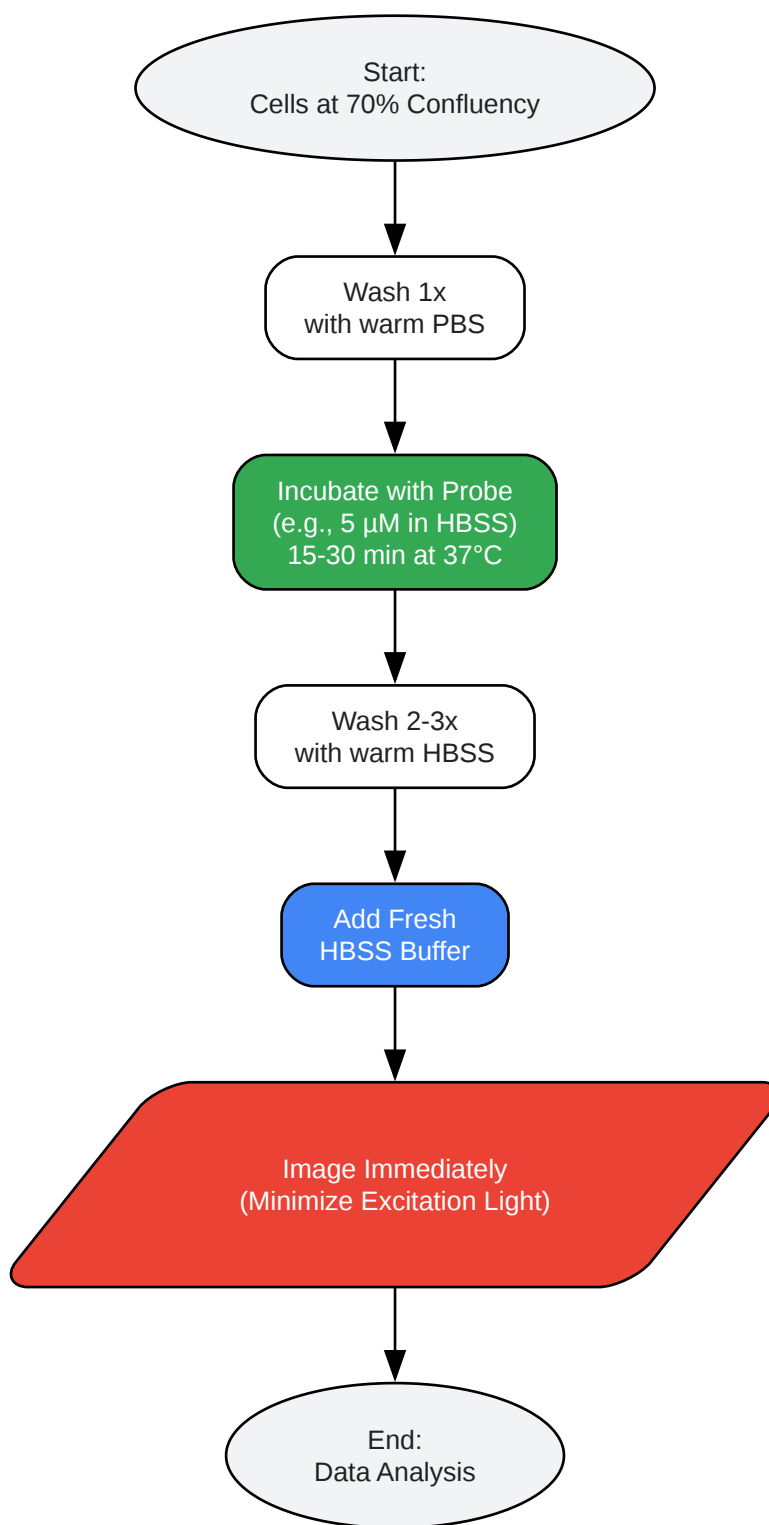 Start:
Cells at 70% Confluency
Wash 1x
with warm PBS
Incubate with Probe
(e.g., 5 µM in HBSS)
15-30 min at 37°C
Wash 2-3x
with warm HBSS
Add Fresh
HBSS Buffer
Image Immediately
(Minimize Excitation Light)
End:
Data Analysis